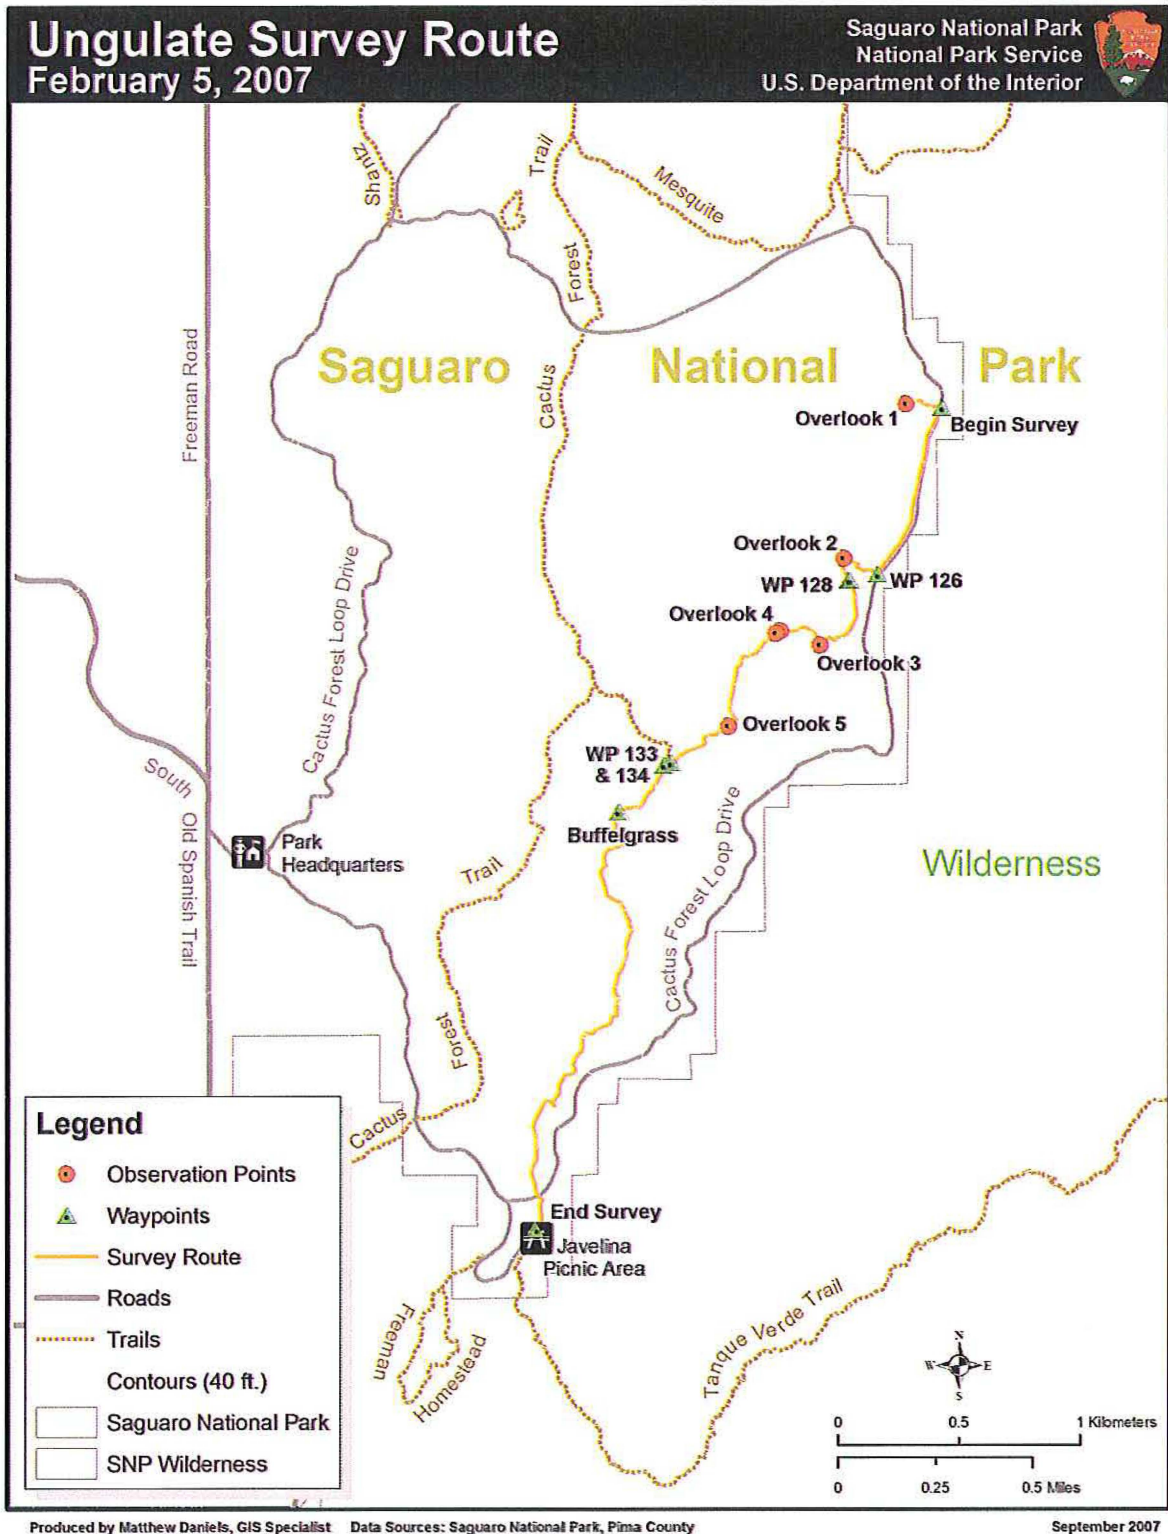 Ungulate Survey Route
February 5, 2007
Saguaro National Park
National Park Service
U.S. Department of the Interior
Shantz
Trail
Forest
Cactus
Mesquite
Freeman Road
Saguaro National Park
Overlook 1
Begin Survey
Overlook 2
WP 128
WP 126
Overlook 4
Overlook 3
Cactus Forest Loop Drive
Overlook 5
WP 133
& 134
South
Old Spanish Trail
Buffelgrass
Park
Headquarters
Cactus Forest Loop Drive
Wilderness
Trail
Forest
Cactus
End Survey
Javelina
Picnic Area
Freeman
Homestead
Tanque Verde Trail
Legend
Observation Points
Waypoints
Survey Route
Roads
Trails
Contours (40 ft.)
Saguaro National Park
SNP Wilderness
N
W E
S
0 0.5 1 Kilometers
0 0.25 0.5 Miles
Produced by Matthew Daniels, GIS Specialist Data Sources: Saguaro National Park, Pima County September 2007